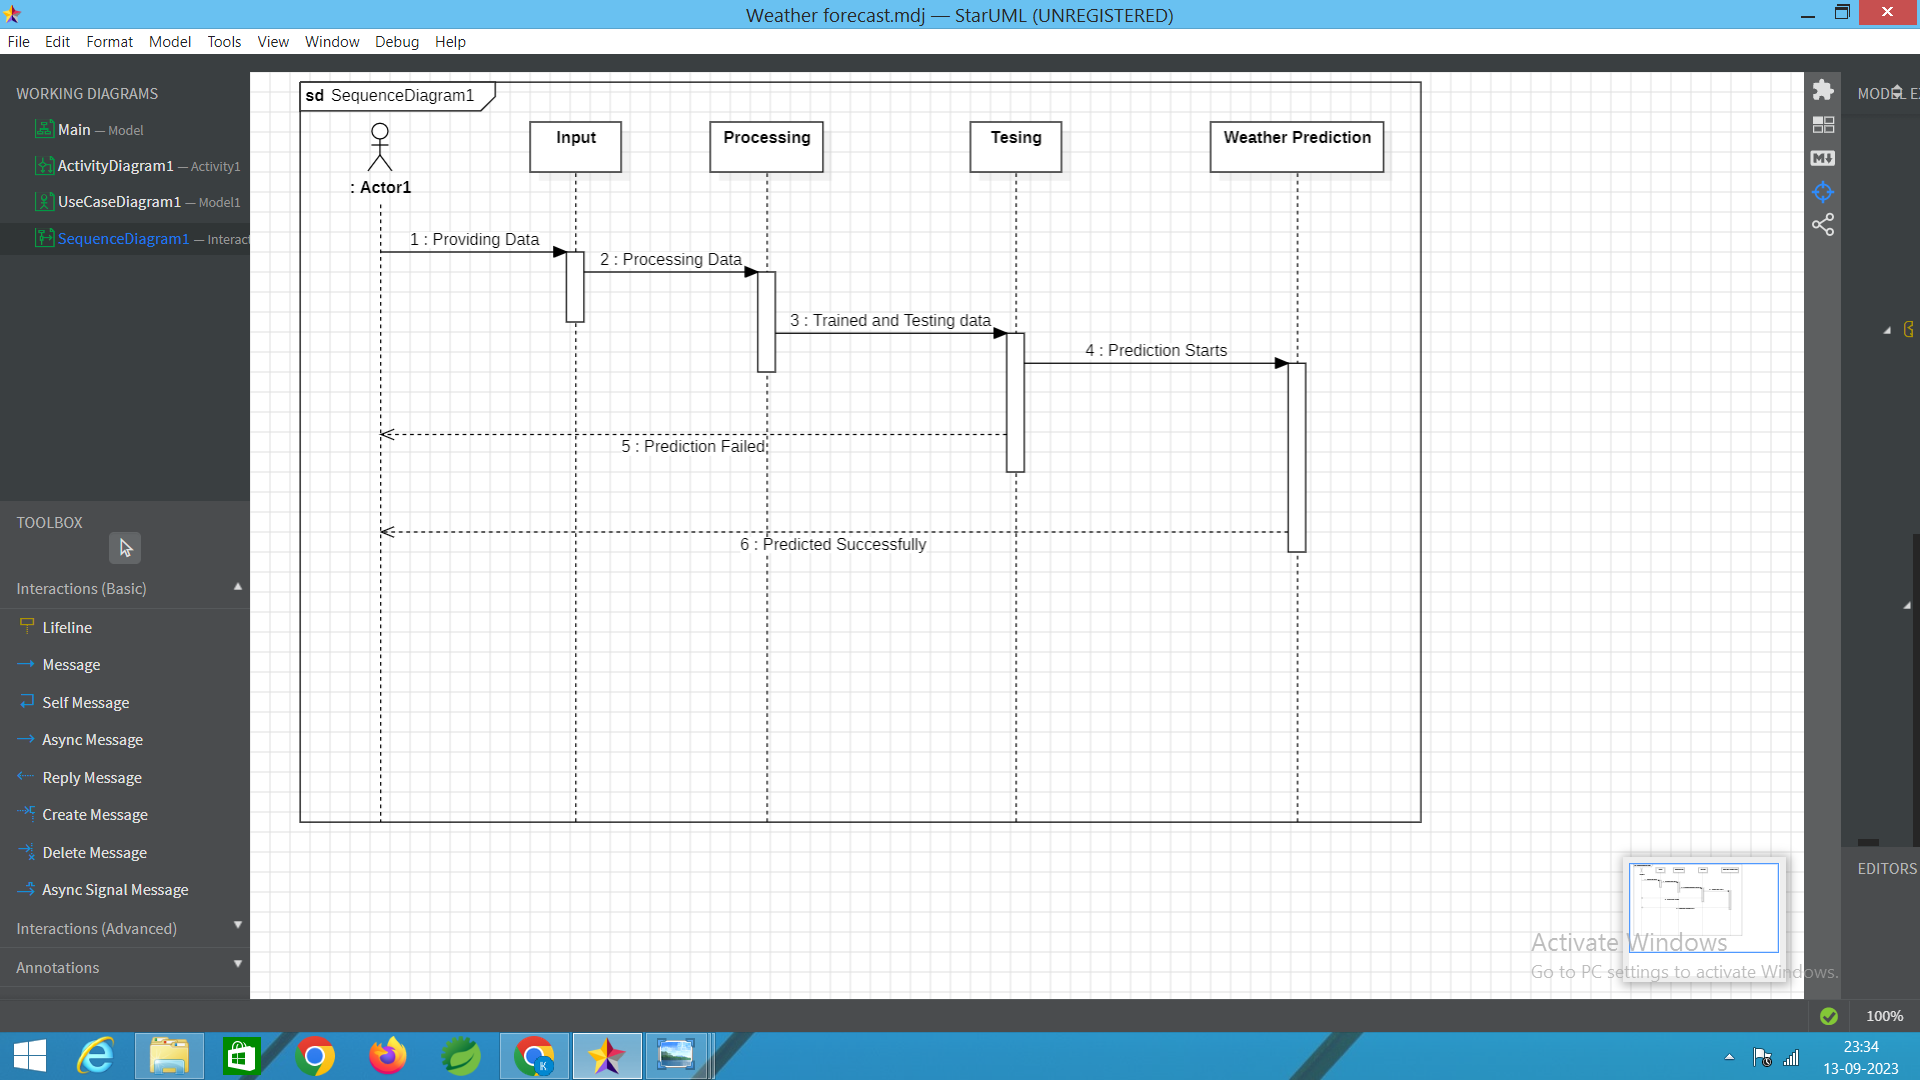 Weather forecast.mdj — StarUML (UNREGISTERED)
File Edit Format Model Tools View Window Debug Help
WORKING DIAGRAMS
Main — Model
ActivityDiagram1 — Activity1
UseCaseDiagram1 — Model1
SequenceDiagram1 — Interact
TOOLBOX
Interactions (Basic)
Lifeline
Message
Self Message
Async Message
Reply Message
Create Message
Delete Message
Async Signal Message
Interactions (Advanced)
Annotations
sd SequenceDiagram1
: Actor1
Input
Processing
Tesing
Weather Prediction
1 : Providing Data
2 : Processing Data
3 : Trained and Testing data
4 : Prediction Starts
5 : Prediction Failed
6 : Predicted Successfully
MODEL E
EDITORS
Activate Windows
Go to PC settings to activate Windows.
100%
23:34
13-09-2023